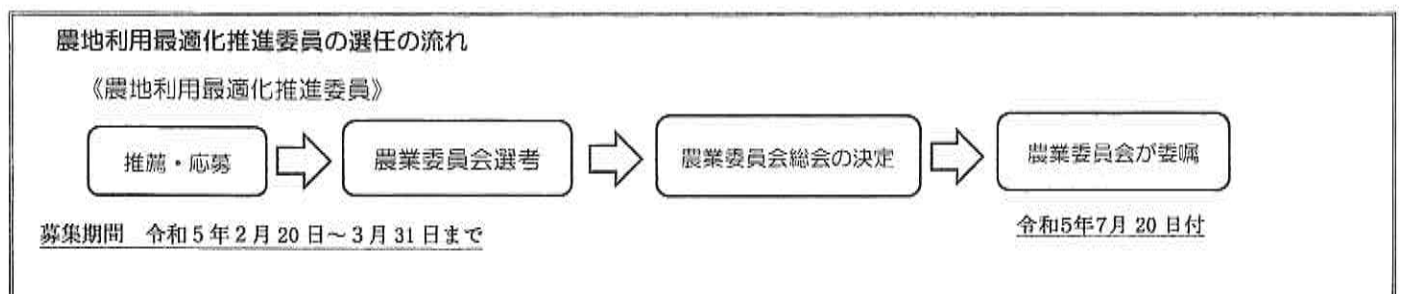 農地利用最適化推進委員の選任の流れ
《農地利用最適化推進委員》
推薦・応募
農業委員会選考
農業委員会総会の決定
農業委員会が委嘱
募集期間　令和5年2月20日～3月31日まで
令和5年7月20日付